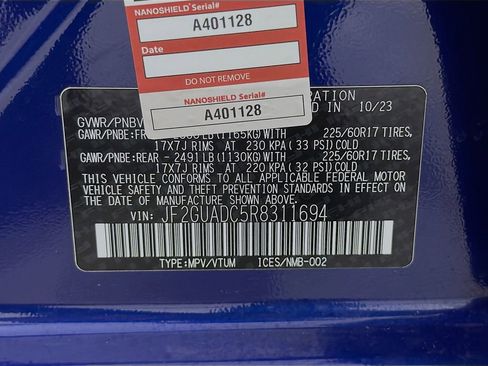 NANOSHIELD Serial#
A401128
Date
DO NOT REMOVE
NANOSHIELD Serial#
A401128
RATION
D IN 10/23
GVWR/PNBV
GAWR/PNBE:FR LB(1165KG)WITH 225/60R17 TIRES,
17X7J RIMS AT 230 KPA (33 PSI)COLD
GAWR/PNBE:REAR - 2491 LB(1130KG)WITH 225/60R17 TIRES,
17X7J RIMS AT 220 KPA (32 PSI)COLD
THIS VEHICLE CONFORMS TO ALL APPLICABLE FEDERAL MOTOR
VEHICLE SAFETY AND THEFT PREVENTION STANDARDS IN EFFECT ON
THE DATE OF MANUFACTURE SHOWN ABOVE.
VIN: JF2GUADC5R8311694
TYPE:MPV/VTUM ICES/NMB-002